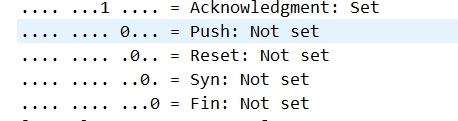 .... ...1 .... = Acknowledgment: Set
.... .... 0... = Push: Not set
.... .... .0.. = Reset: Not set
.... .... ..0. = Syn: Not set
.... .... ...0 = Fin: Not set